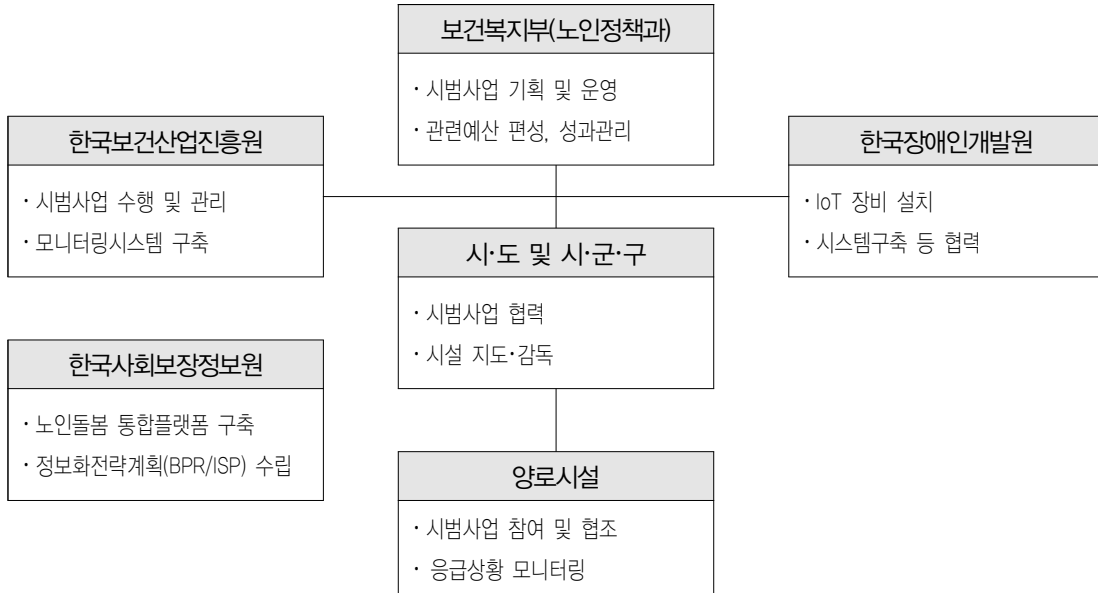 보건복지부(노인정책과)
· 시범사업 기획 및 운영
· 관련예산 편성, 성과관리
한국보건산업진흥원
· 시범사업 수행 및 관리
· 모니터링시스템 구축
한국장애인개발원
· IoT 장비 설치
· 시스템구축 등 협력
시·도 및 시·군·구
· 시범사업 협력
· 시설 지도·감독
한국사회보장정보원
· 노인돌봄 통합플랫폼 구축
· 정보화전략계획(BPR/ISP) 수립
양로시설
· 시범사업 참여 및 협조
· 응급상황 모니터링